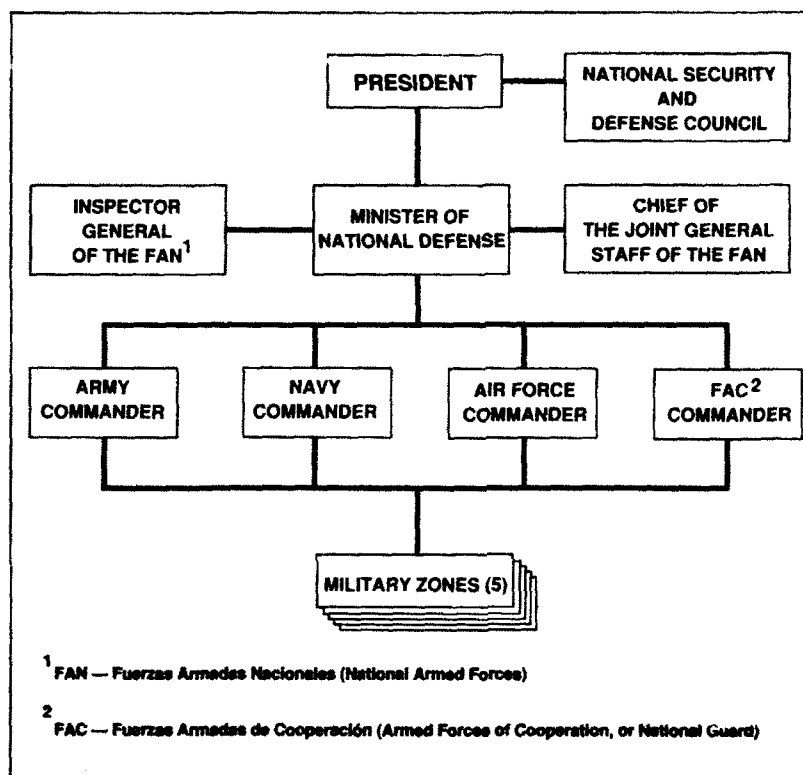 PRESIDENT
NATIONAL SECURITY
AND
DEFENSE COUNCIL
INSPECTOR
GENERAL
OF THE FAN1
MINISTER OF
NATIONAL DEFENSE
CHIEF OF
THE JOINT GENERAL
STAFF OF THE FAN
ARMY
COMMANDER
NAVY
COMMANDER
AIR FORCE
COMMANDER
FAC2
COMMANDER
MILITARY ZONES (5)
1 FAN — Fuerzas Armadas Nacionales (National Armed Forces)
2 FAC — Fuerzas Armadas de Cooperación (Armed Forces of Cooperation, or National Guard)